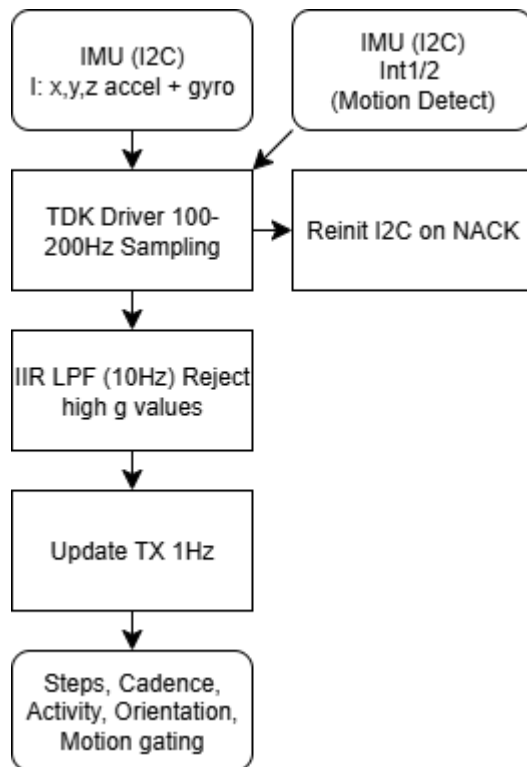 IMU (I2C)
I: x,y,z accel + gyro
IMU (I2C)
Int1/2
(Motion Detect)
TDK Driver 100-
200Hz Sampling
Reinit I2C on NACK
IIR LPF (10Hz) Reject
high g values
Update TX 1Hz
Steps, Cadence,
Activity, Orientation,
Motion gating